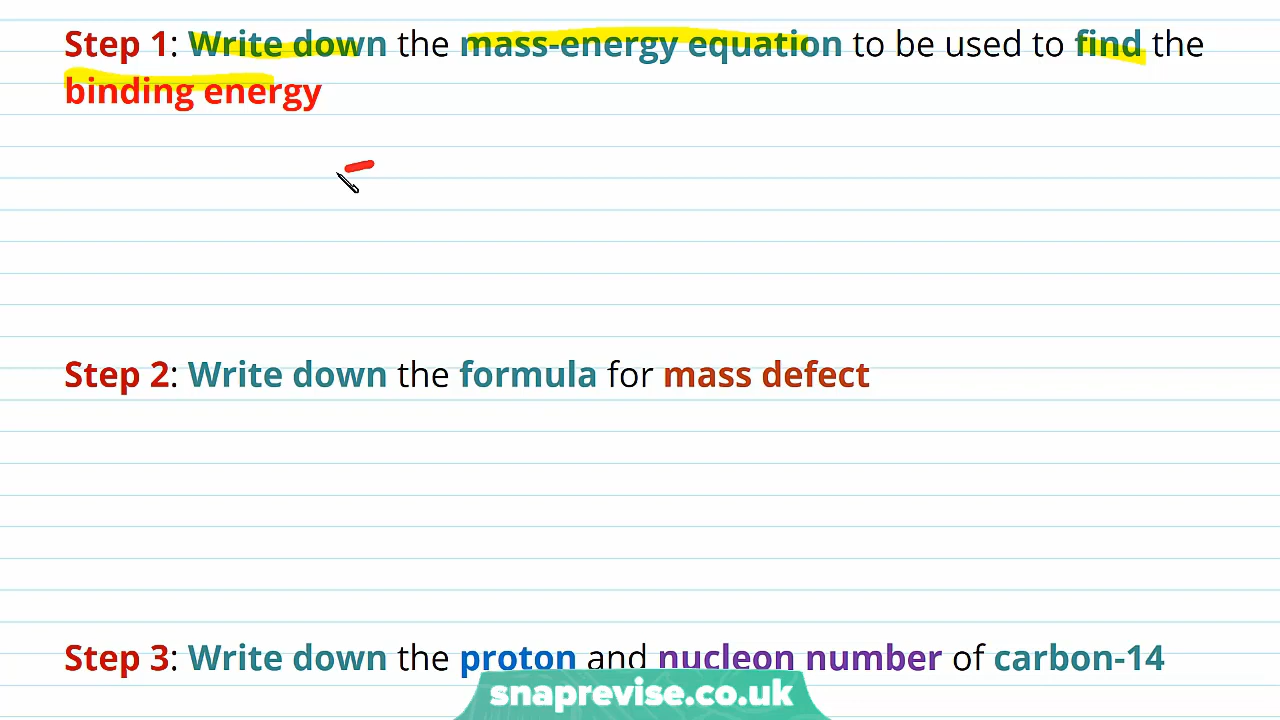 Step 1: Write down the mass-energy equation to be used to find the
binding energy
Step 2: Write down the formula for mass defect
Step 3: Write down the proton and nucleon number of carbon-14
snaprevise.co.uk